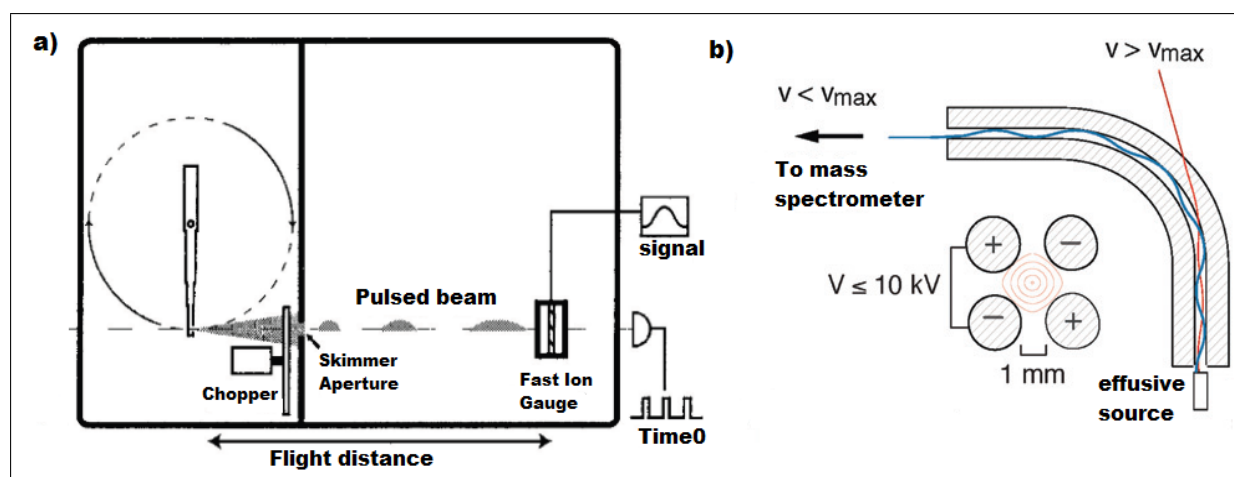 a)
signal
Pulsed beam
Chopper
Skimmer
Aperture
Fast Ion
Gauge
Time0
Flight distance
b)
v > vmax
v < vmax
To mass
spectrometer
+
−
V ≤ 10 kV
−
+
1 mm
effusive
source